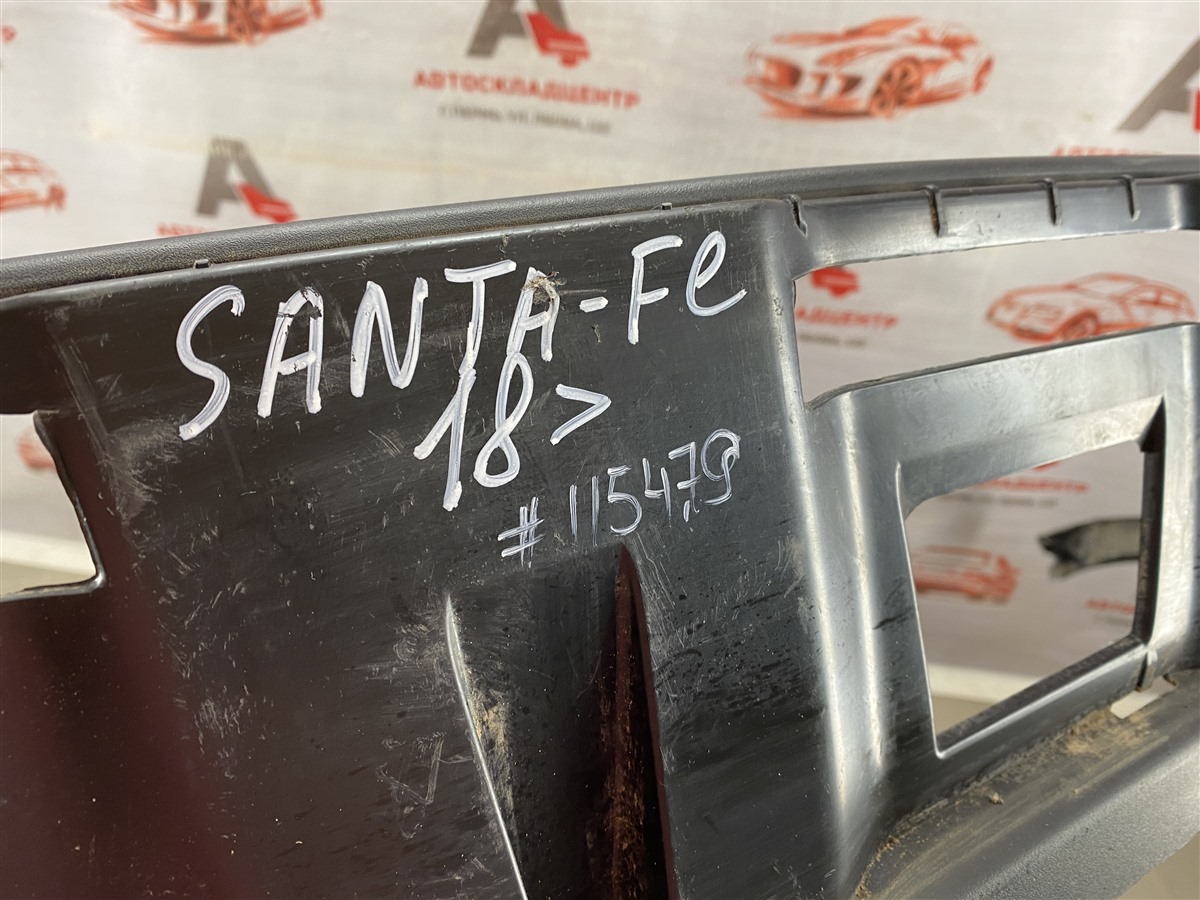 АВТОСКЛАДЦЕНТР
SANTA-Fe
18>
#115479